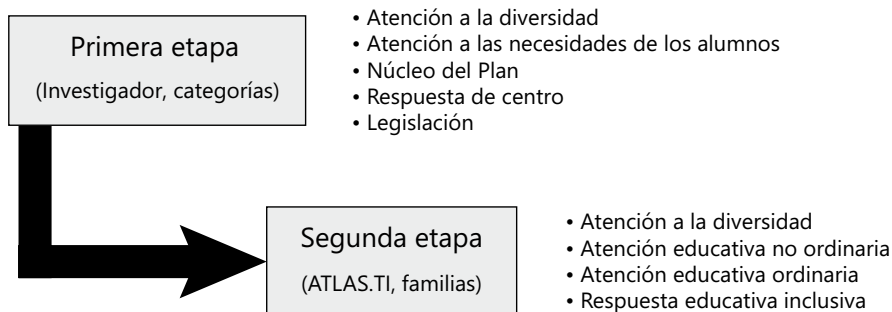 Primera etapa
(Investigador, categorías)
• Atención a la diversidad
• Atención a las necesidades de los alumnos
• Núcleo del Plan
• Respuesta de centro
• Legislación
Segunda etapa
(ATLAS.TI, familias)
• Atención a la diversidad
• Atención educativa no ordinaria
• Atención educativa ordinaria
• Respuesta educativa inclusiva